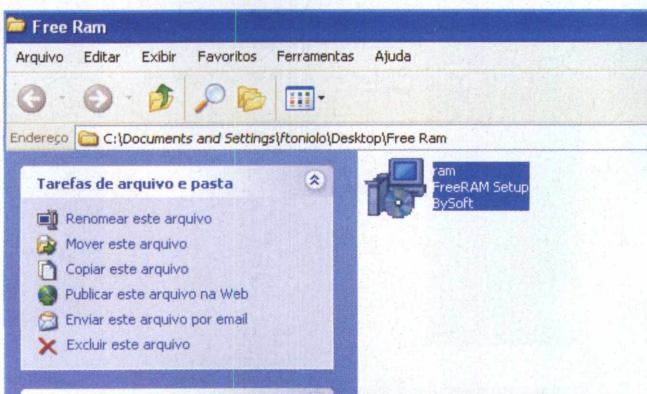 Free Ram
Arquivo Editar Exibir Favoritos Ferramentas Ajuda
Endereço C:\Documents and Settings\ftoniolo\Desktop\Free Ram
Tarefas de arquivo e pasta
Renomear este arquivo
Mover este arquivo
Copiar este arquivo
Publicar este arquivo na Web
Enviar este arquivo por email
Excluir este arquivo
ram
FreeRAM Setup
BySoft